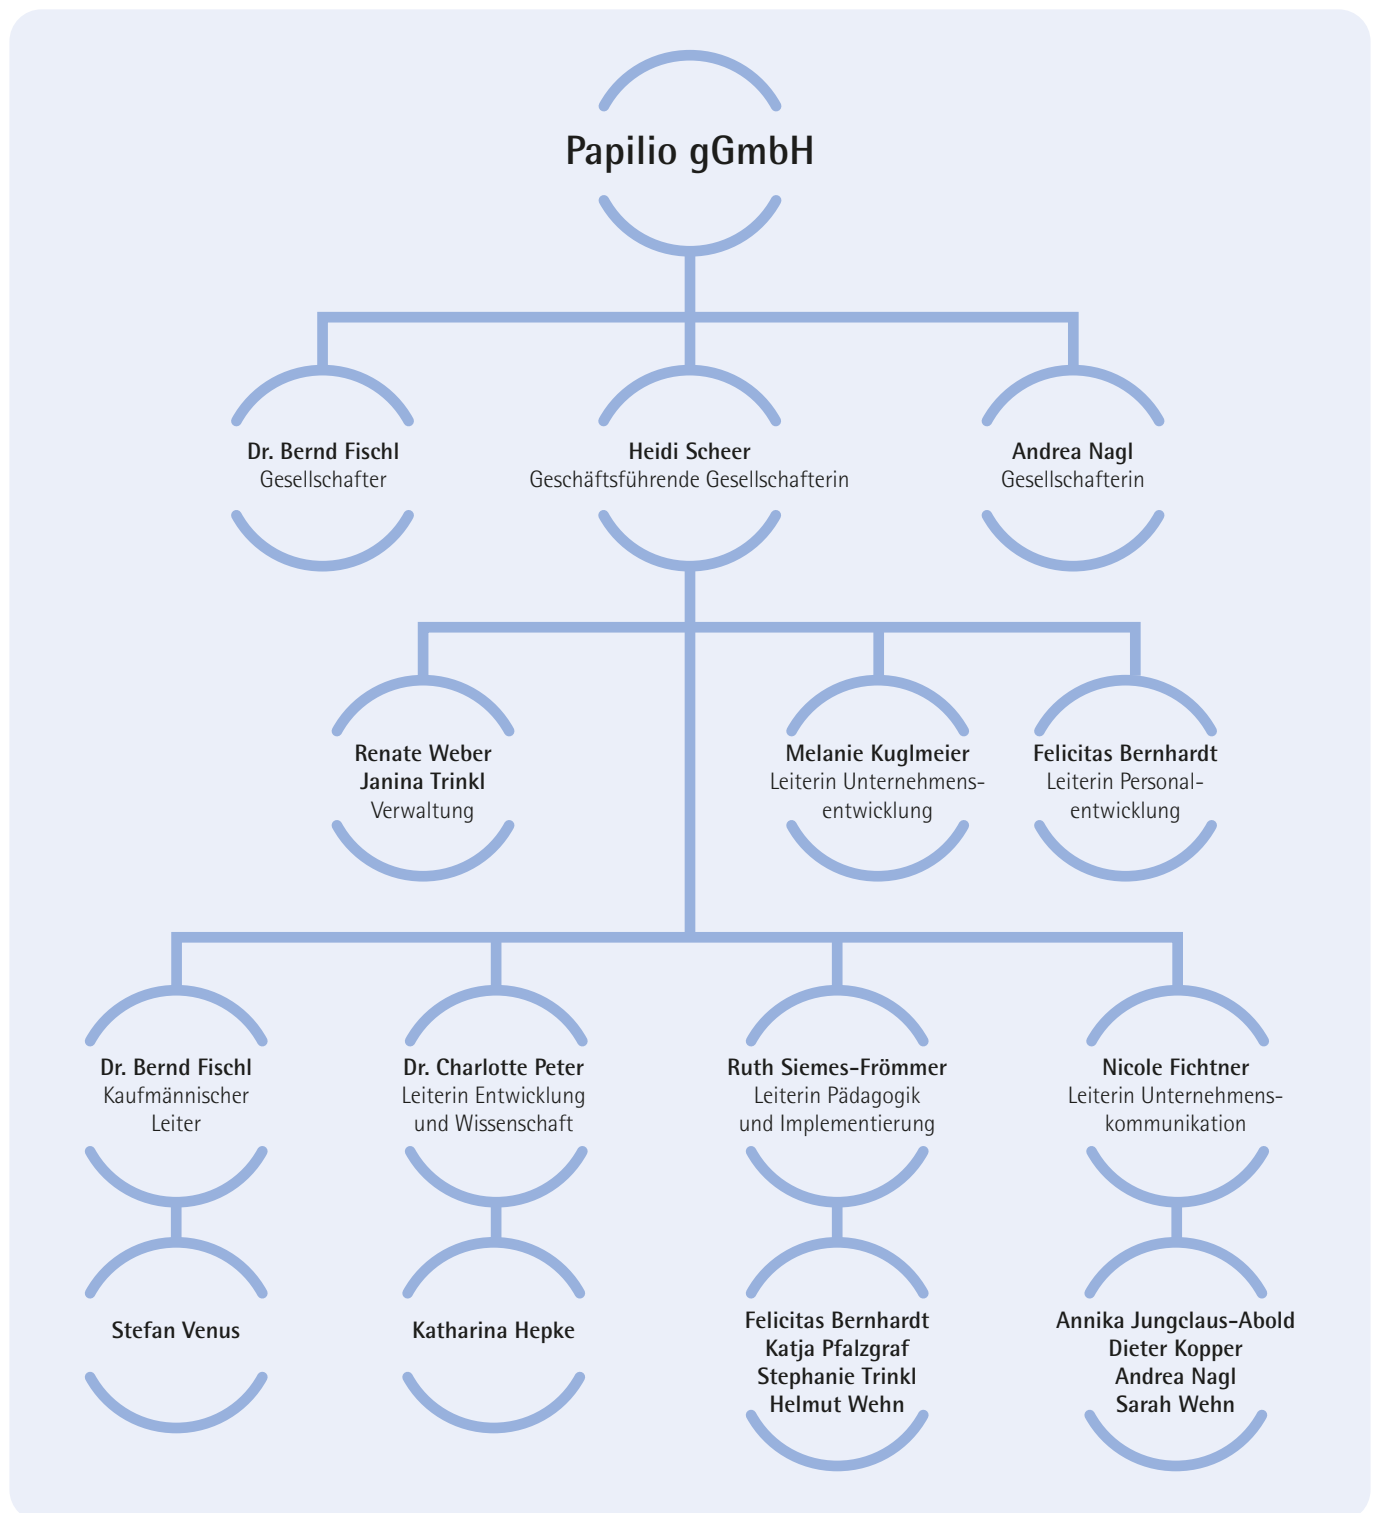 Papilio gGmbH
Dr. Bernd Fischl
Gesellschafter
Heidi Scheer
Geschäftsführende Gesellschafterin
Andrea Nagl
Gesellschafterin
Renate Weber
Janina Trinkl
Verwaltung
Melanie Kuglmeier
Leiterin Unternehmens-
entwicklung
Felicitas Bernhardt
Leiterin Personal-
entwicklung
Dr. Bernd Fischl
Kaufmännischer
Leiter
Dr. Charlotte Peter
Leiterin Entwicklung
und Wissenschaft
Ruth Siemes-Frömmer
Leiterin Pädagogik
und Implementierung
Nicole Fichtner
Leiterin Unternehmens-
kommunikation
Stefan Venus
Katharina Hepke
Felicitas Bernhardt
Katja Pfalzgraf
Stephanie Trinkl
Helmut Wehn
Annika Jungclaus-Abold
Dieter Kopper
Andrea Nagl
Sarah Wehn